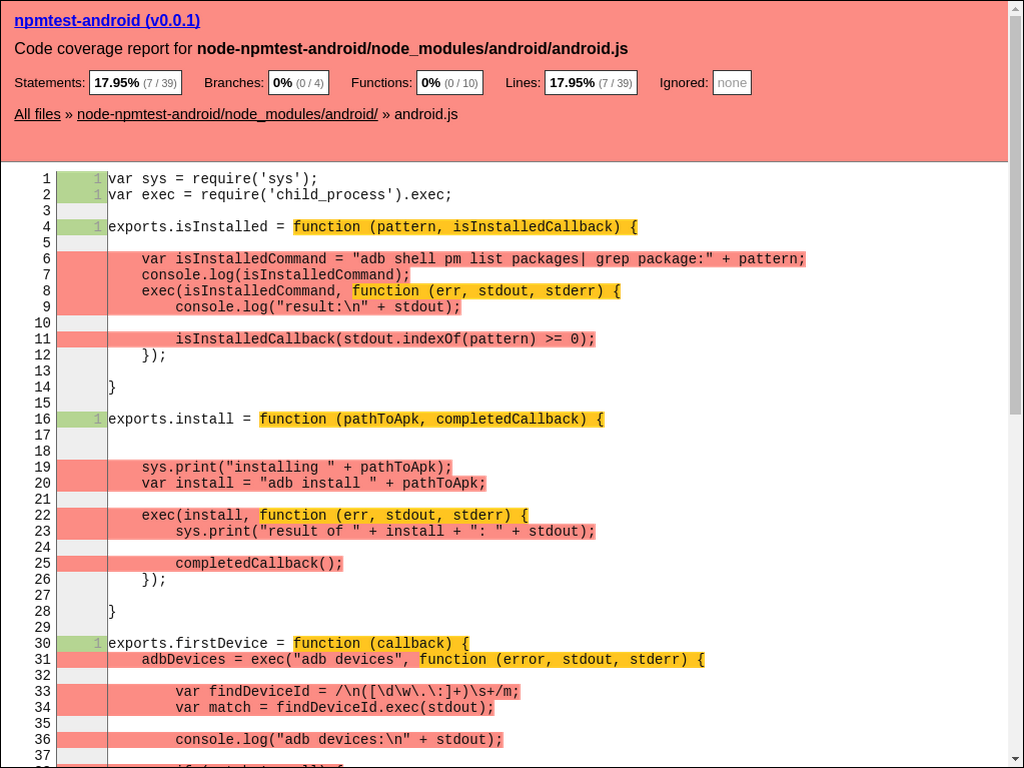 npmtest-android (v0.0.1)
Code coverage report for node-npmtest-android/node_modules/android/android.js
Statements: 17.95% (7 / 39) Branches: 0% (0 / 4) Functions: 0% (0 / 10) Lines: 17.95% (7 / 39) Ignored: none
All files » node-npmtest-android/node_modules/android/ » android.js
1 1 var sys = require('sys');
2 1 var exec = require('child_process').exec;
3
4 1 exports.isInstalled = function (pattern, isInstalledCallback) {
5
6     var isInstalledCommand = "adb shell pm list packages| grep package:" + pattern;
7     console.log(isInstalledCommand);
8     exec(isInstalledCommand, function (err, stdout, stderr) {
9         console.log("result:\n" + stdout);
10
11         isInstalledCallback(stdout.indexOf(pattern) >= 0);
12     });
13
14 }
15
16 1 exports.install = function (pathToApk, completedCallback) {
17
18
19     sys.print("installing " + pathToApk);
20     var install = "adb install " + pathToApk;
21
22     exec(install, function (err, stdout, stderr) {
23         sys.print("result of " + install + ": " + stdout);
24
25         completedCallback();
26     });
27
28 }
29
30 1 exports.firstDevice = function (callback) {
31     adbDevices = exec("adb devices", function (error, stdout, stderr) {
32
33         var findDeviceId = /\n([\d\w\.\:]+)\s+/m;
34         var match = findDeviceId.exec(stdout);
35
36         console.log("adb devices:\n" + stdout);
37